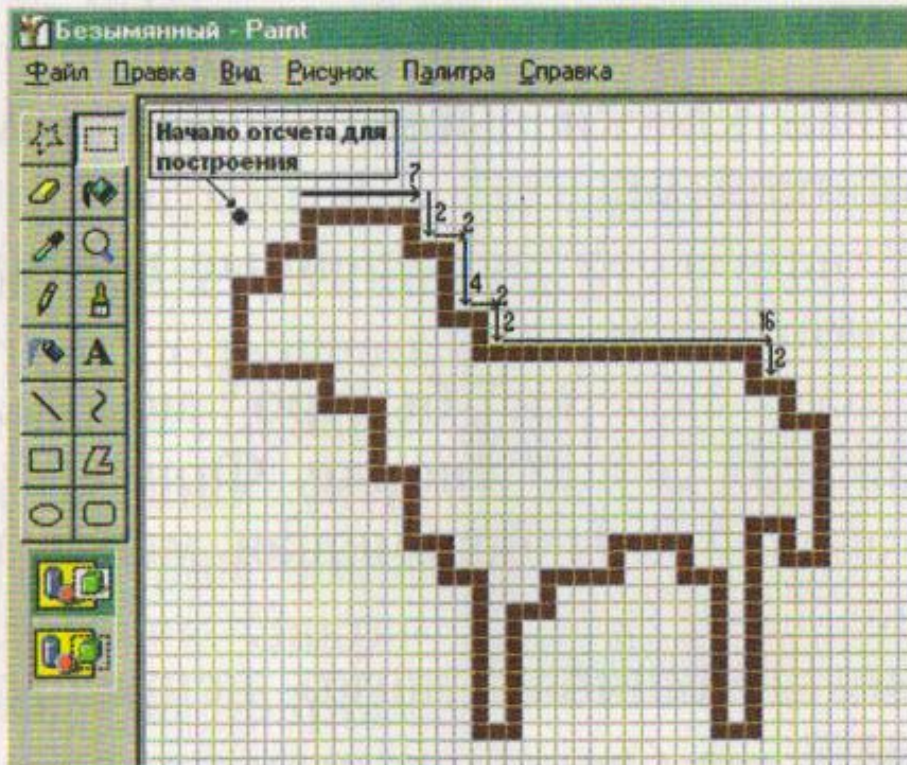 Безымянный - Paint
Файл Правка Вид Рисунок Палитра Справка
Начало отсчета для
построения
7
2
2
4
2
2
16
2
A